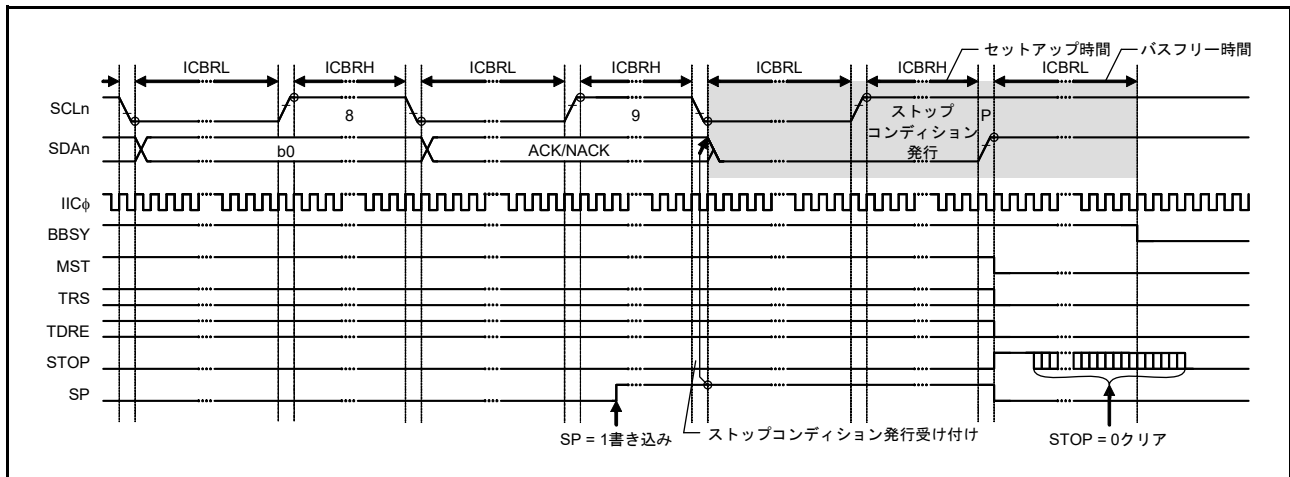 セットアップ時間
バスフリー時間
ICBRL
ICBRH
ICBRL
ICBRH
ICBRL
ICBRH
ICBRL
SCLn
8
9
ストップ
コンディション
発行
P
SDAn
b0
ACK/NACK
IICφ
BBSY
MST
TRS
TDRE
STOP
SP
SP = 1書き込み
ストップコンディション発行受け付け
STOP = 0クリア